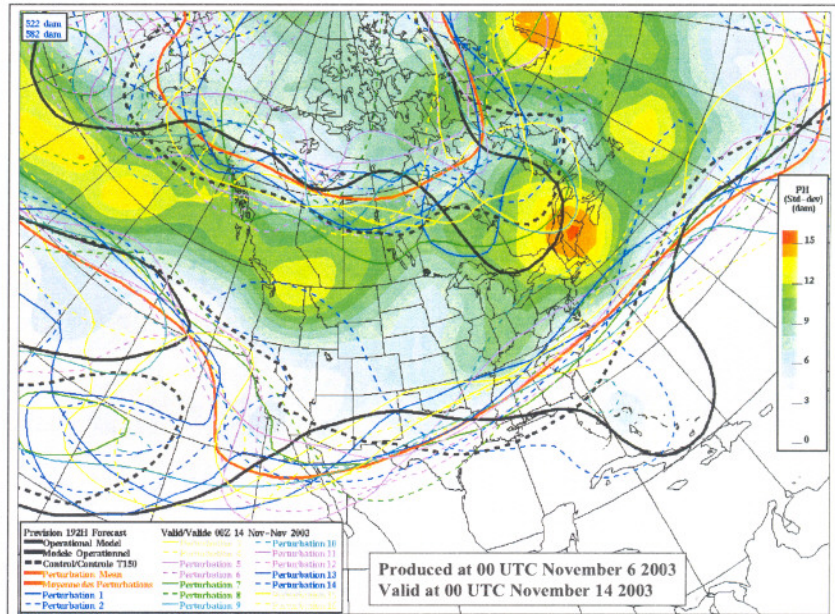 522 dam
582 dam
PH
(Std-dev)
(dam)
15
12
9
6
3
0
Prevision 192H Forecast Valid/Valide 00Z 14 Nov-Nov 2003
Operational Model
Modele Operationnel
Control/Controle T150
Perturbation Mean
Moyenne des Perturbations
Perturbation 1
Perturbation 2
Perturbation 5
Perturbation 6
Perturbation 7
Perturbation 8
Perturbation 9
Perturbation 10
Perturbation 11
Perturbation 12
Perturbation 13
Perturbation 14
Produced at 00 UTC November 6 2003
Valid at 00 UTC November 14 2003